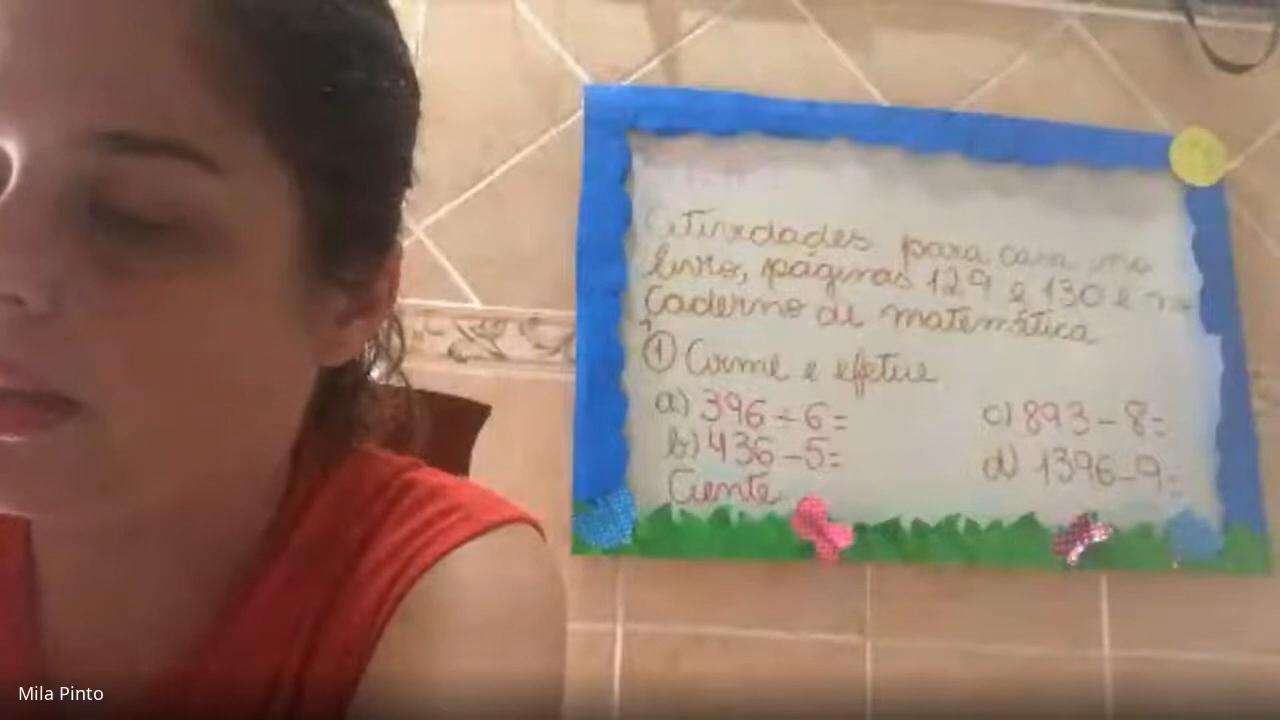 Atividades para casa no
livro, páginas 129 e 130 e no
Caderno de matemática
① Arme e efetue
a) 396 ÷ 6 =
b) 436 ÷ 5 =
c) 893 ÷ 8 =
d) 1396 ÷ 9 =
Ciente
Mila Pinto